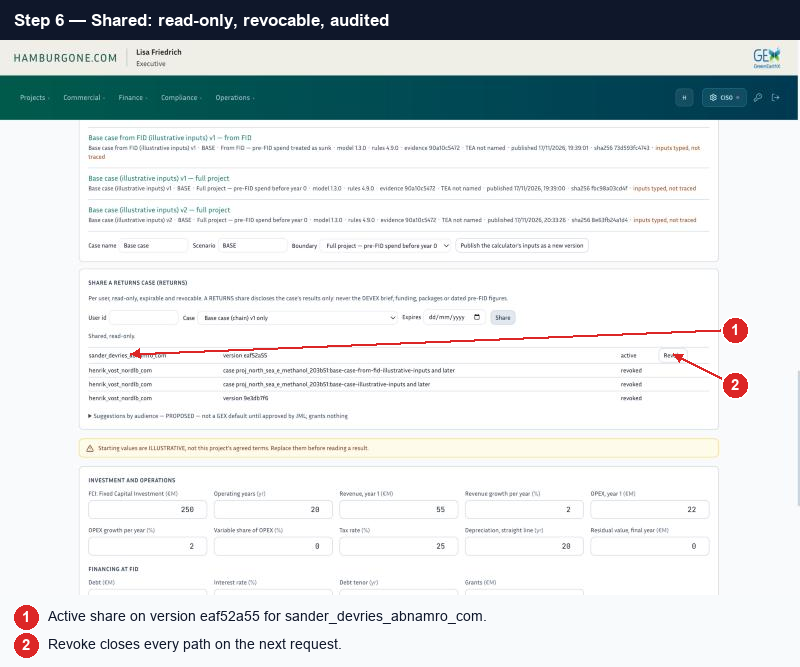 Step 6 — Shared: read-only, revocable, audited
HAMBURGONE.COM
Lisa Friedrich
Executive
GEX
GreenEarthX
Projects
Commercial
Finance
Compliance
Operations
H
CISO
Base case from FID (illustrative inputs) v1 — from FID
Base case from FID (illustrative inputs) v1 · BASE · From FID — pre-FID spend treated as sunk · model 1.3.0 · rules 4.9.0 · evidence 90a10c5472 · TEA not named · published 17/11/2026, 19:39:01 · sha256 73d593fc4743 · inputs typed, not
traced
Base case (illustrative inputs) v1 — full project
Base case (illustrative inputs) v1 · BASE · Full project — pre-FID spend before year 0 · model 1.3.0 · rules 4.9.0 · evidence 90a10c5472 · TEA not named · published 17/11/2026, 19:39:00 · sha256 fbc98a03cd4f · inputs typed, not traced
Base case (illustrative inputs) v2 — full project
Base case (illustrative inputs) v2 · BASE · Full project — pre-FID spend before year 0 · model 1.3.0 · rules 4.9.0 · evidence 90a10c5472 · TEA not named · published 17/11/2026, 20:33:26 · sha256 8e63fb24a1d4 · inputs typed, not traced
Case name Base case Scenario BASE Boundary Full project — pre-FID spend before year 0 Publish the calculator's inputs as a new version
SHARE A RETURNS CASE (RETURNS)
Per user, read-only, expirable and revocable. A RETURNS share discloses the case's results only: never the DEVEX brief, funding, packages or dated pre-FID figures.
User id Case Base case (chain) v1 only Expires dd/mm/yyyy Share
Shared, read-only.
sander_devries_abnamro_com version eaf52a55 active
henrik_vost_nordlb_com case proj_north_sea_e_methanol_203b51:base-case-from-fid-illustrative-inputs and later revoked
henrik_vost_nordlb_com case proj_north_sea_e_methanol_203b51:base-case-illustrative-inputs and later revoked
henrik_vost_nordlb_com version 9e3db7f6 revoked
Suggestions by audience — PROPOSED — not a GEX default until approved by JML; grants nothing
1
2
Starting values are ILLUSTRATIVE, not this project's agreed terms. Replace them before reading a result.
INVESTMENT AND OPERATIONS
FCI: Fixed Capital Investment (€M) Operating years (yr) Revenue, year 1 (€M) Revenue growth per year (%) OPEX, year 1 (€M)
250 20 55 2 22
OPEX growth per year (%) Variable share of OPEX (%) Tax rate (%) Depreciation, straight line (yr) Residual value, final year (€M)
2 0 25 20 0
FINANCING AT FID
Debt (€M) Interest rate (%) Debt tenor (yr) Grants (€M)
1 Active share on version eaf52a55 for sander_devries_abnamro_com.
2 Revoke closes every path on the next request.